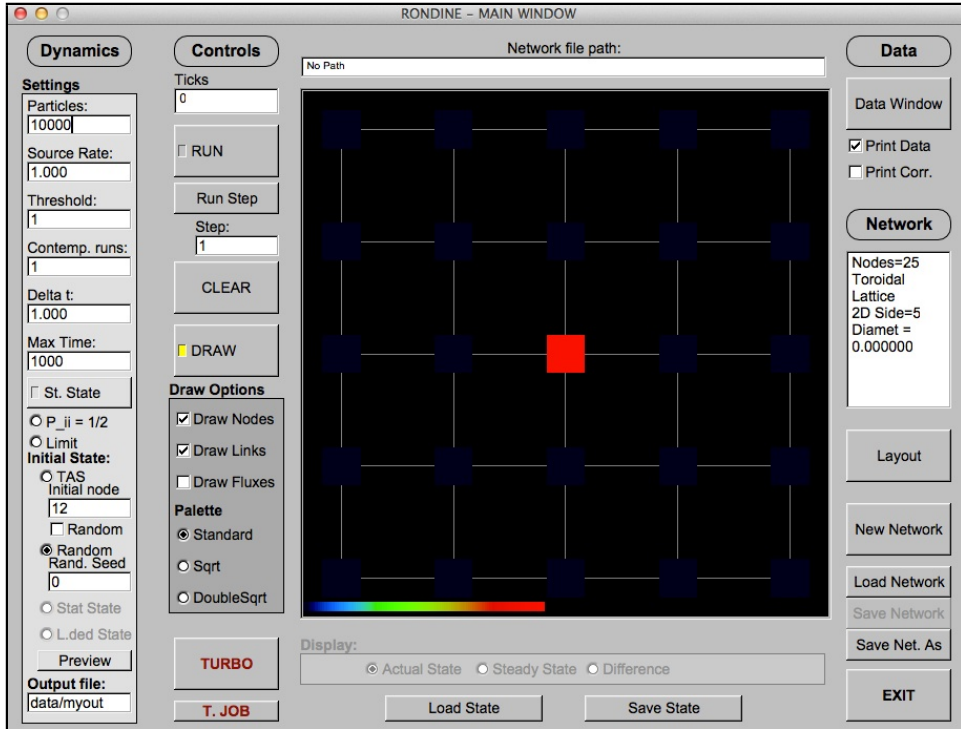 RONDINE – MAIN WINDOW
Dynamics
Settings
Particles:
10000
Source Rate:
1.000
Threshold:
1
Contemp. runs:
1
Delta t:
1.000
Max Time:
1000
St. State
P_ii = 1/2
Limit
Initial State:
TAS
Initial node
12
Random
Random
Rand. Seed
0
Stat State
L.ded State
Preview
Output file:
data/myout
Controls
Ticks
0
RUN
Run Step
Step:
1
CLEAR
DRAW
Draw Options
Draw Nodes
Draw Links
Draw Fluxes
Palette
Standard
Sqrt
DoubleSqrt
TURBO
T. JOB
Network file path:
No Path
Display:
Actual State Steady State Difference
Load State Save State
Data
Data Window
Print Data
Print Corr.
Network
Nodes=25
Toroidal
Lattice
2D Side=5
Diamet =
0.000000
Layout
New Network
Load Network
Save Network
Save Net. As
EXIT